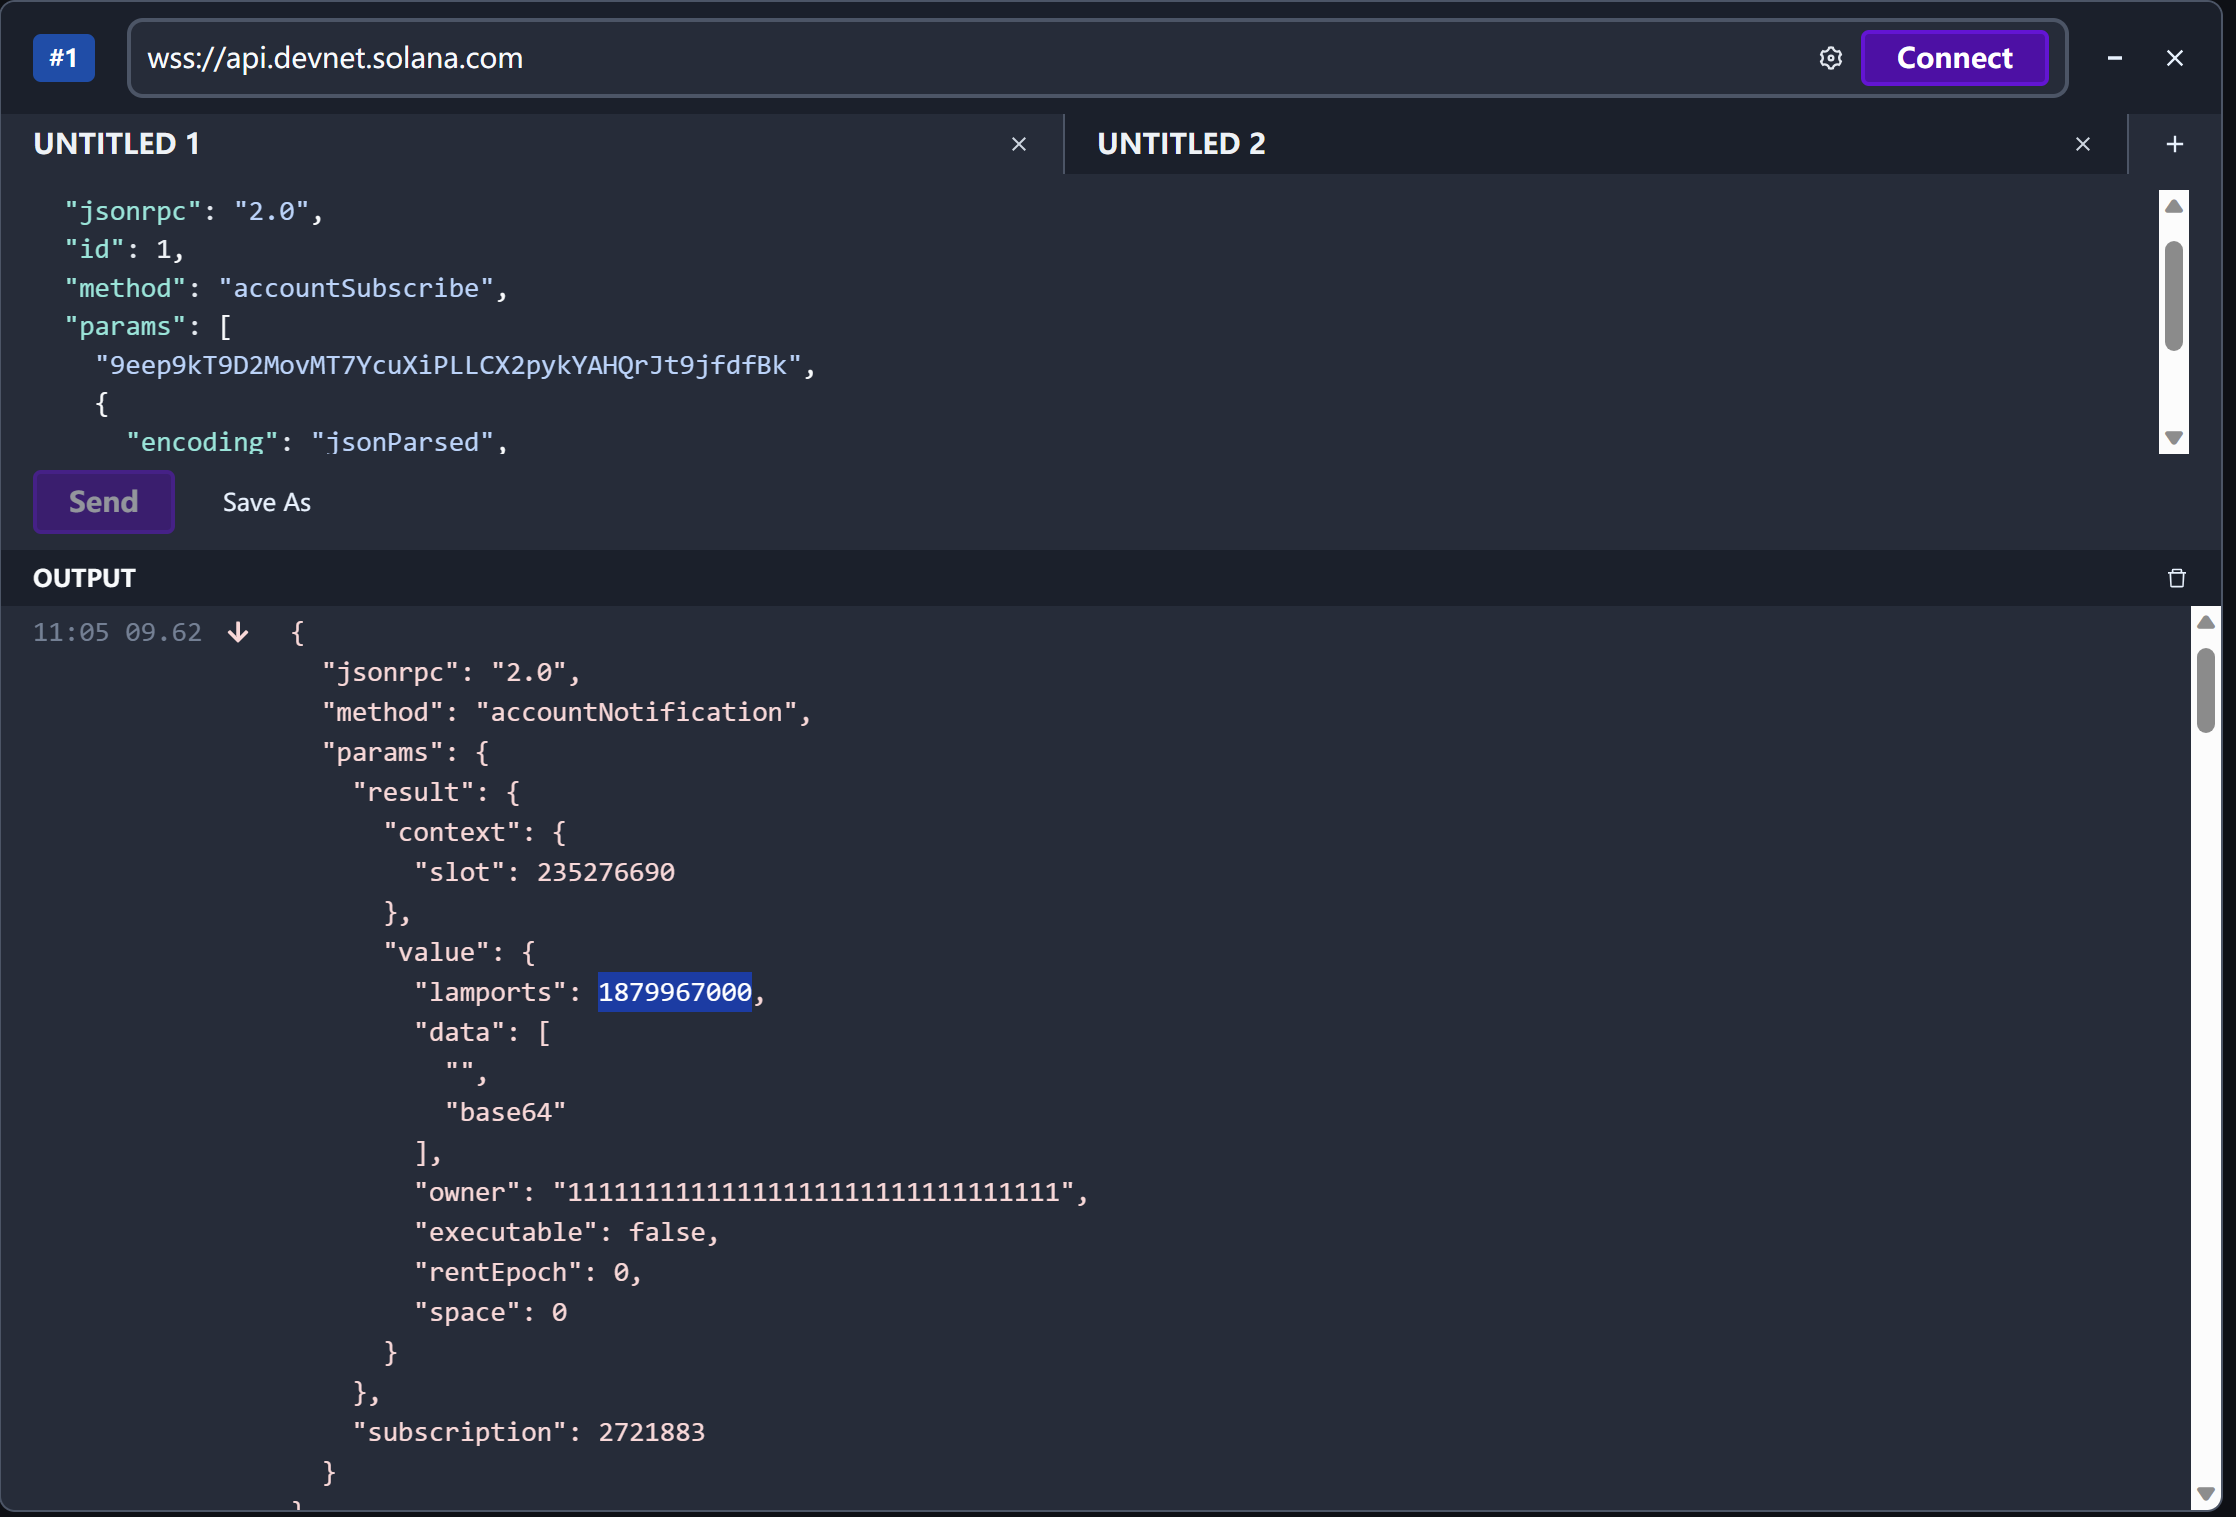 #1
wss://api.devnet.solana.com
Connect
UNTITLED 1
UNTITLED 2
"jsonrpc": "2.0",
"id": 1,
"method": "accountSubscribe",
"params": [
"9eep9kT9D2MovMT7YcuXiPLLCX2pykYAHQrJt9jfdfBk",
{
"encoding": "jsonParsed",
Send
Save As
OUTPUT
11:05 09.62 {
"jsonrpc": "2.0",
"method": "accountNotification",
"params": {
"result": {
"context": {
"slot": 235276690
},
"value": {
"lamports": 1879967000,
"data": [
"",
"base64"
],
"owner": "11111111111111111111111111111111",
"executable": false,
"rentEpoch": 0,
"space": 0
}
},
"subscription": 2721883
}
}